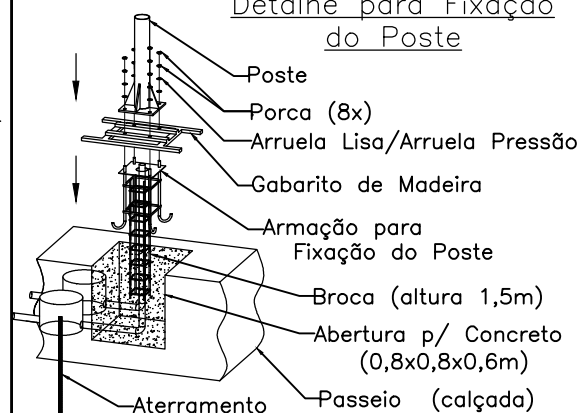 Detalhe para Fixação
do Poste
Poste
Porca (8x)
Arruela Lisa/Arruela Pressão
Gabarito de Madeira
Armação para
Fixação do Poste
Broca (altura 1,5m)
Abertura p/ Concreto
(0,8x0,8x0,6m)
Passeio (calçada)
Aterramento